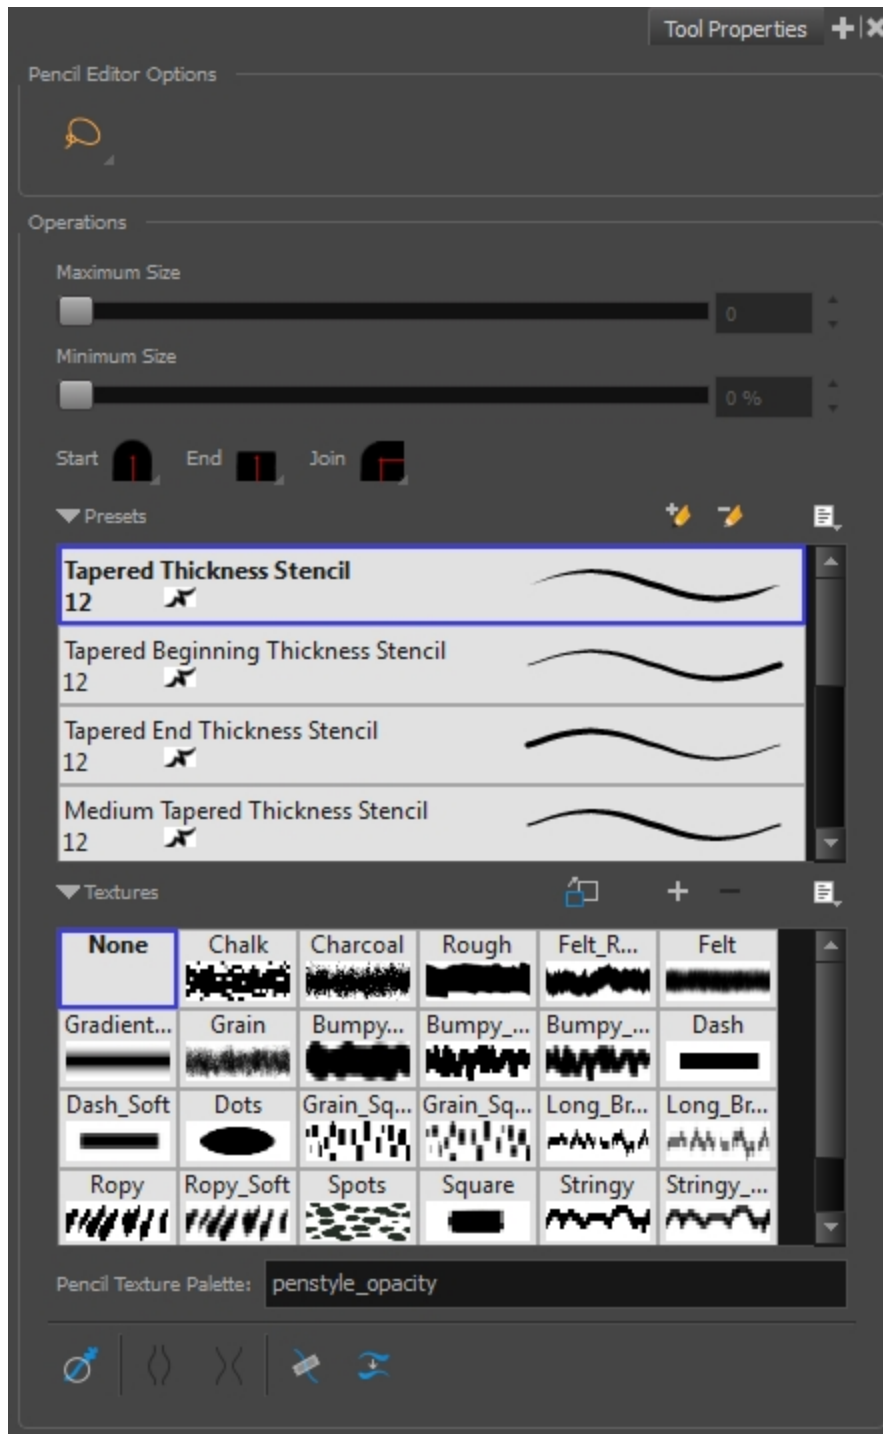 Tool Properties
Pencil Editor Options
Operations
Maximum Size
0
Minimum Size
0 %
Start End Join
Presets
Tapered Thickness Stencil
12
Tapered Beginning Thickness Stencil
12
Tapered End Thickness Stencil
12
Medium Tapered Thickness Stencil
12
Textures
None Chalk Charcoal Rough Felt_R... Felt
Gradient... Grain Bumpy... Bumpy_... Bumpy_... Dash
Dash_Soft Dots Grain_Sq... Grain_Sq... Long_Br... Long_Br...
Ropy Ropy_Soft Spots Square Stringy Stringy_...
Pencil Texture Palette: penstyle_opacity